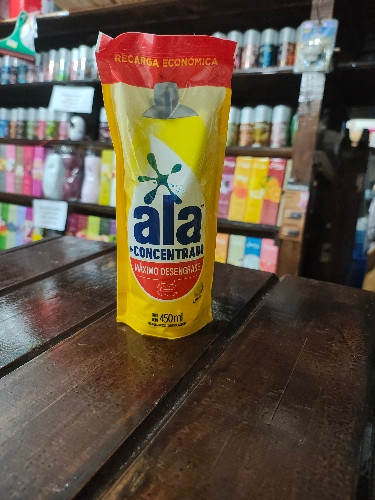 RECARGA ECONÓMICA
ala
+CONCENTRADO
MÁXIMO DESENGRASE
450ml